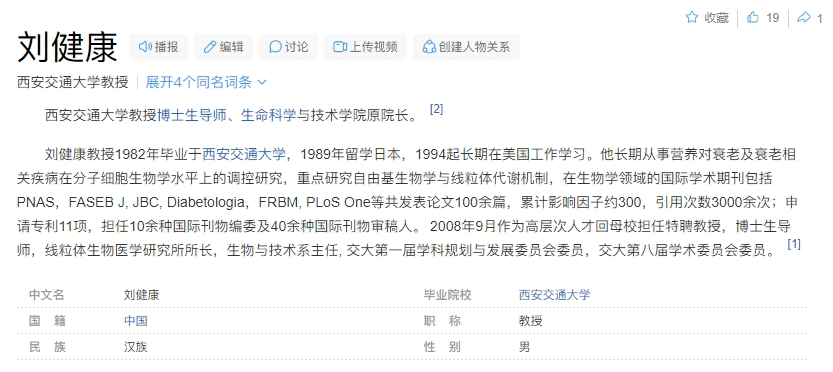 收藏 19 1
刘健康 播报 编辑 讨论 上传视频 创建人物关系
西安交通大学教授 展开4个同名词条
西安交通大学教授博士生导师、生命科学与技术学院原院长。 [2]
刘健康教授1982年毕业于西安交通大学，1989年留学日本，1994起长期在美国工作学习。他长期从事营养对衰老及衰老相
关疾病在分子细胞生物学水平上的调控研究，重点研究自由基生物学与线粒体代谢机制，在生物学领域的国际学术期刊包括
PNAS，FASEB J, JBC, Diabetologia，FRBM, PLoS One等共发表论文100余篇，累计影响因子约300，引用次数3000余次；申
请专利11项，担任10余种国际刊物编委及40余种国际刊物审稿人。 2008年9月作为高层次人才回母校担任特聘教授，博士生导
师，线粒体生物医学研究所所长，生物与技术系主任, 交大第一届学科规划与发展委员会委员，交大第八届学术委员会委员。 [1]
中文名 刘健康 毕业院校 西安交通大学
国 籍 中国 职 称 教授
民 族 汉族 性 别 男